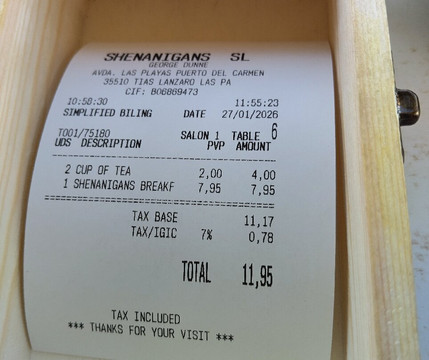 SHENANIGANS SL
GEORGE DUNNE
AVDA. LAS PLAYAS PUERTO DEL CARMEN
35510 TIAS LANZARO LAS PA
CIF: B06869473
10:58:30 11:55:23
SIMPLIFIED BILING DATE 27/01/2026
T001/75180 SALON 1 TABLE 6
UDS DESCRIPTION PVP AMOUNT
2 CUP OF TEA 2,00 4,00
1 SHENANIGANS BREAKF 7,95 7,95
TAX BASE 11,17
TAX/IGIC 7% 0,78
TOTAL 11,95
TAX INCLUDED
*** THANKS FOR YOUR VISIT ***